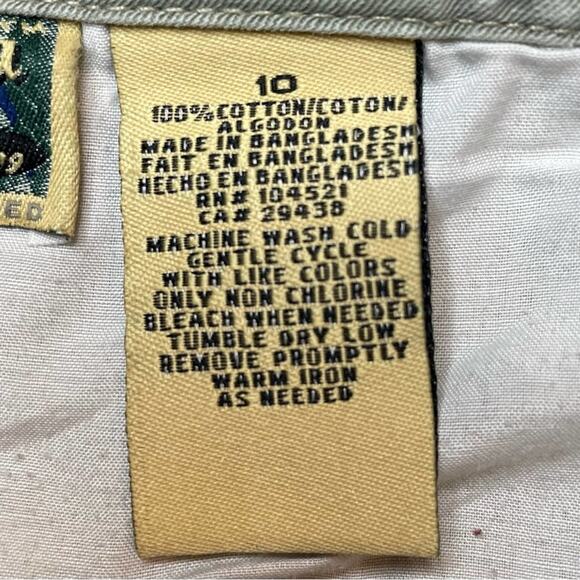 10
100% COTTON/COTON/
ALGODON
MADE IN BANGLADESH
FAIT EN BANGLADESH
HECHO EN BANGLADESH
RN# 104521
CA# 29438
MACHINE WASH COLD
GENTLE CYCLE
WITH LIKE COLORS
ONLY NON CHLORINE
BLEACH WHEN NEEDED
TUMBLE DRY LOW
REMOVE PROMPTLY
WARM IRON
AS NEEDED